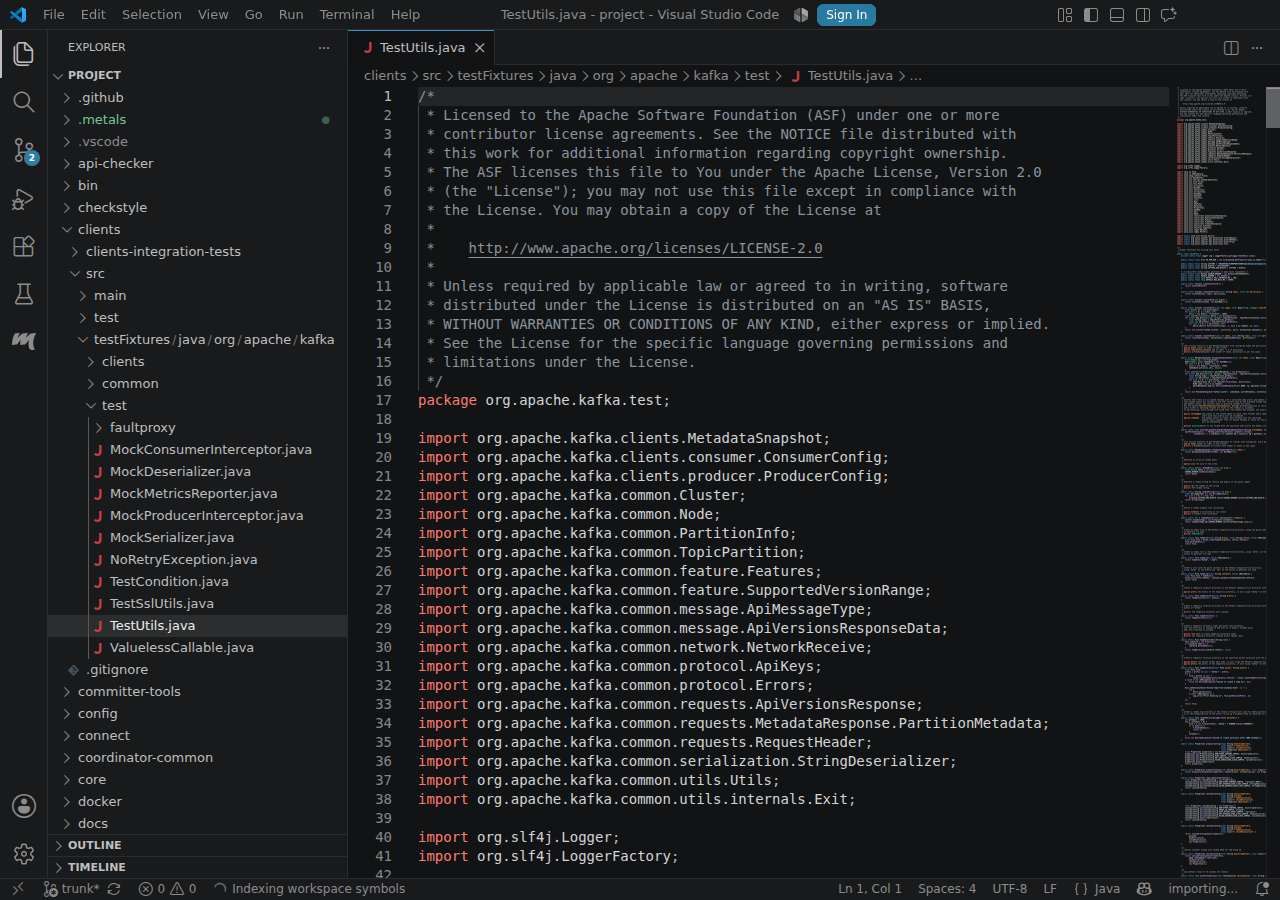 File Edit Selection View Go Run Terminal Help TestUtils.java - project - Visual Studio Code Sign In
EXPLORER
PROJECT
.github
.metals
.vscode
api-checker
bin
checkstyle
clients
clients-integration-tests
src
main
test
testFixtures/java/org/apache/kafka
clients
common
test
faultproxy
MockConsumerInterceptor.java
MockDeserializer.java
MockMetricsReporter.java
MockProducerInterceptor.java
MockSerializer.java
NoRetryException.java
TestCondition.java
TestSslUtils.java
TestUtils.java
ValuelessCallable.java
.gitignore
committer-tools
config
connect
coordinator-common
core
docker
docs
OUTLINE
TIMELINE
2
TestUtils.java
clients > src > testFixtures > java > org > apache > kafka > test > TestUtils.java > ...
1 /*
2 * Licensed to the Apache Software Foundation (ASF) under one or more
3 * contributor license agreements. See the NOTICE file distributed with
4 * this work for additional information regarding copyright ownership.
5 * The ASF licenses this file to You under the Apache License, Version 2.0
6 * (the "License"); you may not use this file except in compliance with
7 * the License. You may obtain a copy of the License at
8 *
9 * http://www.apache.org/licenses/LICENSE-2.0
10 *
11 * Unless required by applicable law or agreed to in writing, software
12 * distributed under the License is distributed on an "AS IS" BASIS,
13 * WITHOUT WARRANTIES OR CONDITIONS OF ANY KIND, either express or implied.
14 * See the License for the specific language governing permissions and
15 * limitations under the License.
16 */
17 package org.apache.kafka.test;
18
19 import org.apache.kafka.clients.MetadataSnapshot;
20 import org.apache.kafka.clients.consumer.ConsumerConfig;
21 import org.apache.kafka.clients.producer.ProducerConfig;
22 import org.apache.kafka.common.Cluster;
23 import org.apache.kafka.common.Node;
24 import org.apache.kafka.common.PartitionInfo;
25 import org.apache.kafka.common.TopicPartition;
26 import org.apache.kafka.common.feature.Features;
27 import org.apache.kafka.common.feature.SupportedVersionRange;
28 import org.apache.kafka.common.message.ApiMessageType;
29 import org.apache.kafka.common.message.ApiVersionsResponseData;
30 import org.apache.kafka.common.network.NetworkReceive;
31 import org.apache.kafka.common.protocol.ApiKeys;
32 import org.apache.kafka.common.protocol.Errors;
33 import org.apache.kafka.common.requests.ApiVersionsResponse;
34 import org.apache.kafka.common.requests.MetadataResponse.PartitionMetadata;
35 import org.apache.kafka.common.requests.RequestHeader;
36 import org.apache.kafka.common.serialization.StringDeserializer;
37 import org.apache.kafka.common.utils.Utils;
38 import org.apache.kafka.common.utils.internals.Exit;
39
40 import org.slf4j.Logger;
41 import org.slf4j.LoggerFactory;
42
trunk* 0 0 Indexing workspace symbols Ln 1, Col 1 Spaces: 4 UTF-8 LF { } Java importing...